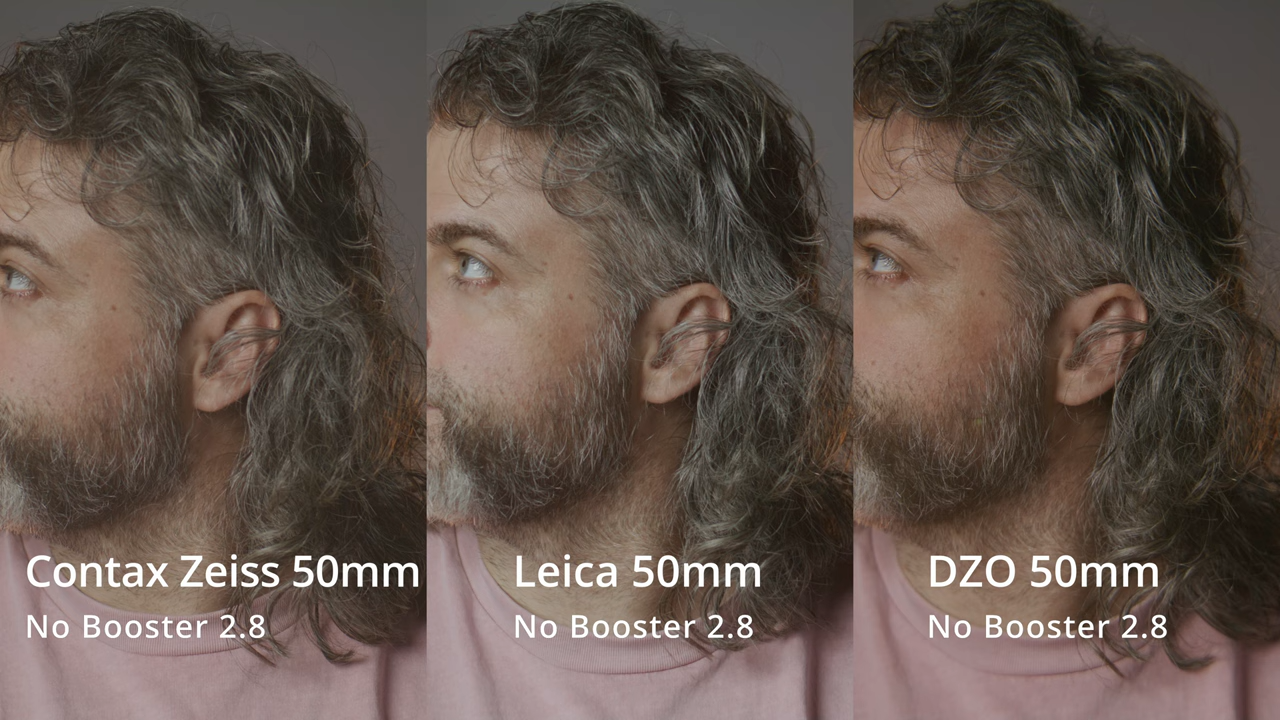 Contax Zeiss 50mm
No Booster 2.8
Leica 50mm
No Booster 2.8
DZO 50mm
No Booster 2.8